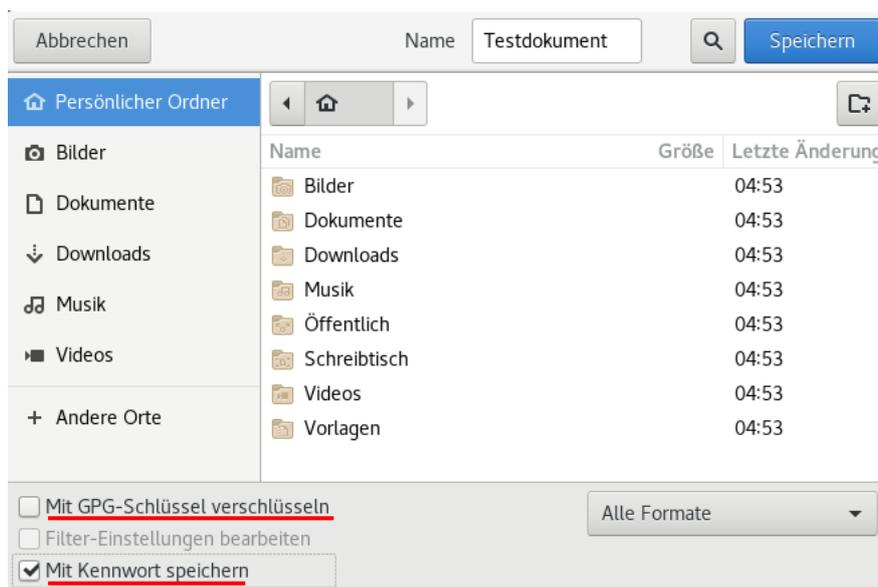 Abbrechen Name Testdokument Speichern
Persönlicher Ordner
Bilder
Dokumente
Downloads
Musik
Videos
+ Andere Orte
Name Größe Letzte Änderung
Bilder 04:53
Dokumente 04:53
Downloads 04:53
Musik 04:53
Öffentlich 04:53
Schreibtisch 04:53
Videos 04:53
Vorlagen 04:53
Mit GPG-Schlüssel verschlüsseln
Filter-Einstellungen bearbeiten
Mit Kennwort speichern
Alle Formate